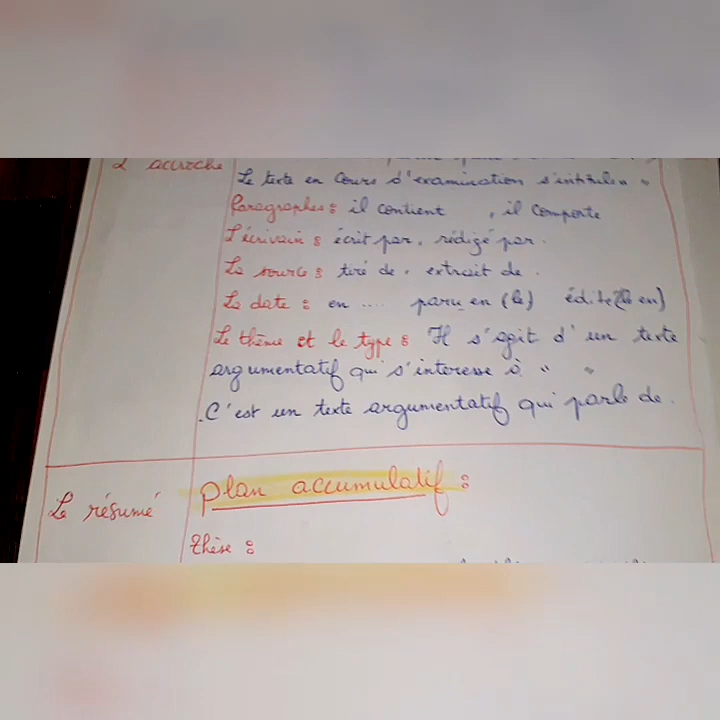 L'accroche
Le texte en cours d'examination s'intitule " "
Paragraphes : il contient , il comporte
L'écrivain : écrit par, rédigé par.
La source : tiré de, extrait de.
La date : en .... paru en (le) édité (le en)
Le thème et le type : Il s'agit d'un texte
argumentatif qui s'interesse à " "
.C'est un texte argumentatif qui parle de.
Le résumé
plan accumulatif :
thèse :